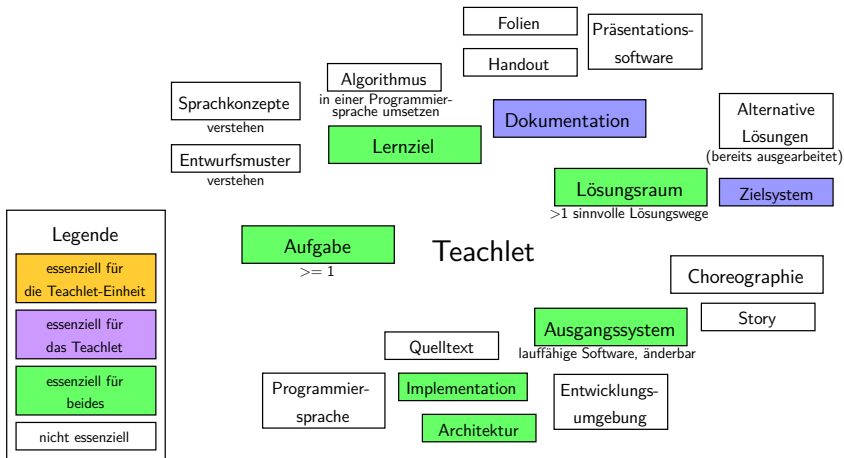 Folien
Präsentations-
software
Handout
Algorithmus
in einer Programmier-
sprache umsetzen
Sprachkonzepte
verstehen
Dokumentation
Alternative
Lösungen
(bereits ausgearbeitet)
Lernziel
Entwurfsmuster
verstehen
Lösungsraum
>1 sinnvolle Lösungswege
Zielsystem
Legende
essenziell für
die Teachlet-Einheit
essenziell für
das Teachlet
essenziell für
beides
nicht essenziell
Aufgabe
>= 1
Teachlet
Choreographie
Story
Ausgangssystem
lauffähige Software, änderbar
Quelltext
Programmier-
sprache
Implementation
Entwicklungs-
umgebung
Architektur